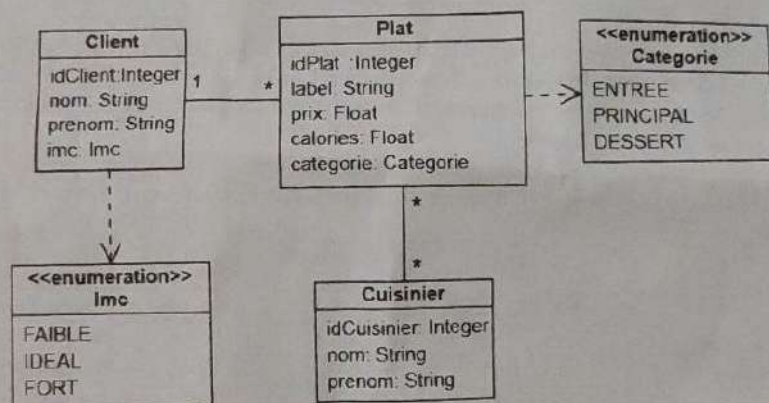 Client
idClient:Integer
nom: String
prenom: String
imc: Imc
1
*
Plat
idPlat :Integer
label: String
prix: Float
calories: Float
categorie: Categorie
<<enumeration>>
Categorie
ENTREE
PRINCIPAL
DESSERT
*
*
<<enumeration>>
Imc
FAIBLE
IDEAL
FORT
Cuisinier
idCuisinier: Integer
nom: String
prenom: String